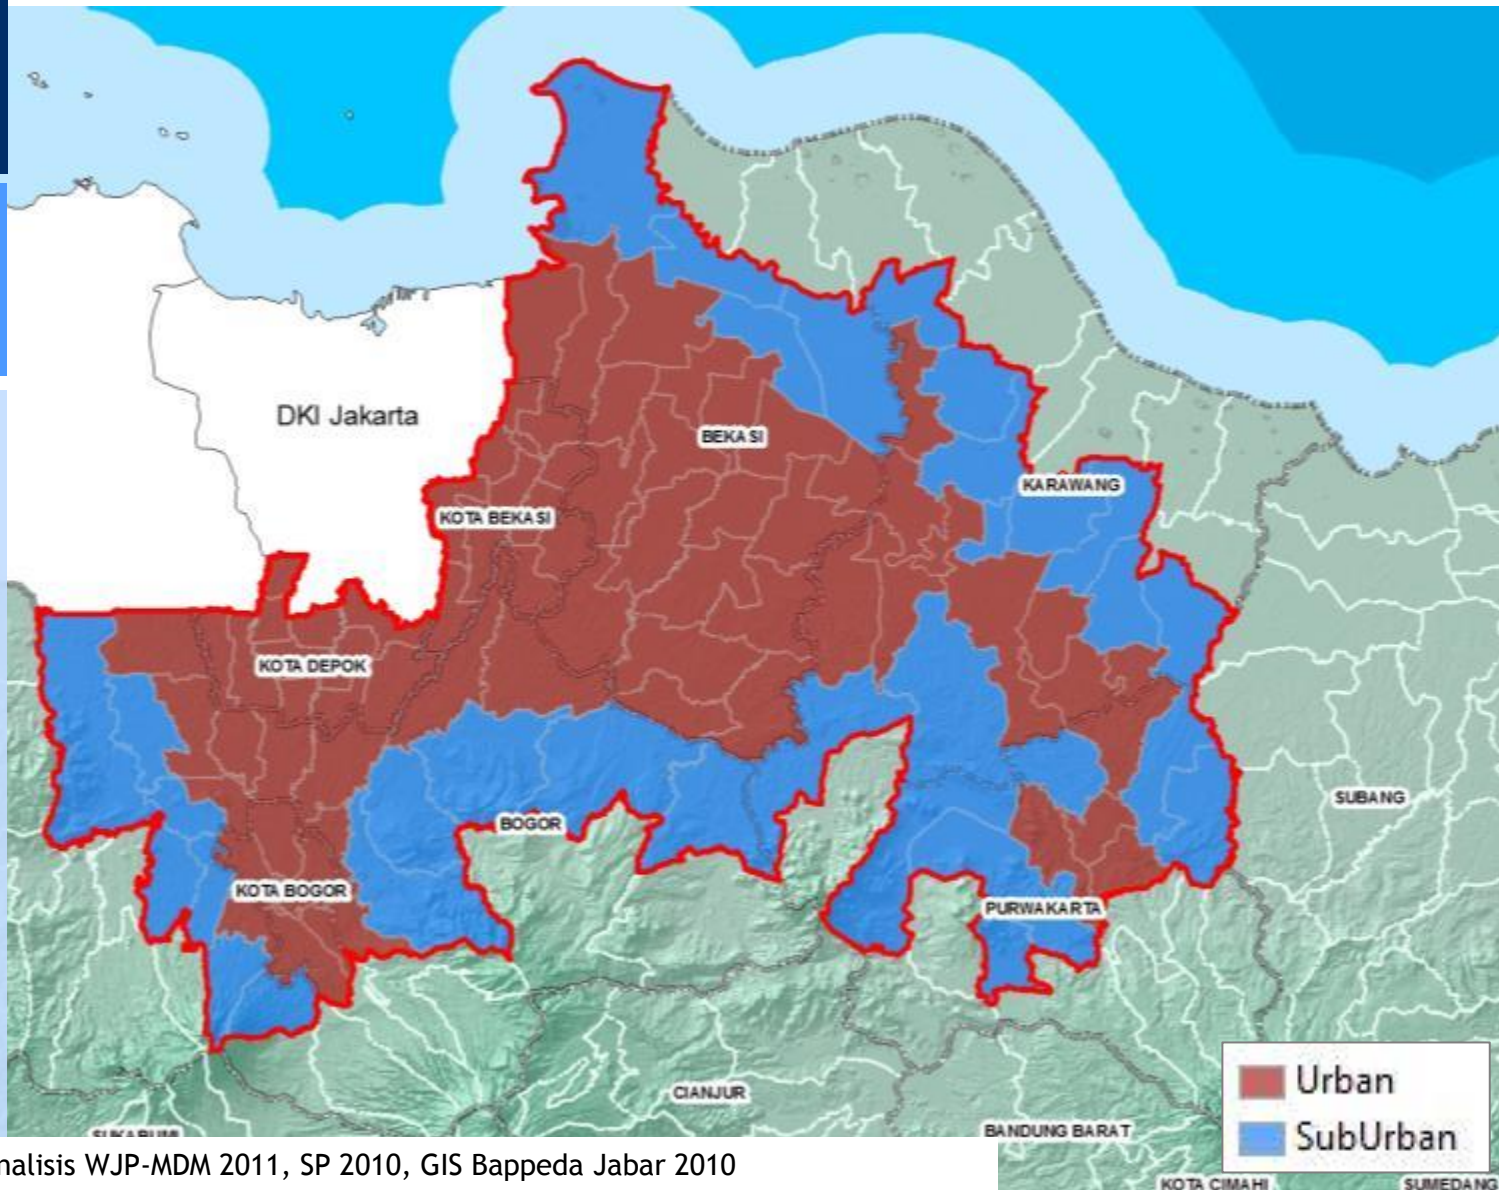 DKI Jakarta
BEKASI
KARAWANG
KOTA BEKASI
KOTA DEPOK
SUBANG
BOGOR
KOTA BOGOR
PURWAKARTA
CIANJUR
Urban
SubUrban
SUKABUMI
BANDUNG BARAT
nalisis WJP-MDM 2011, SP 2010, GIS Bappeda Jabar 2010
KOTA CIMAHI
SUMEDANG